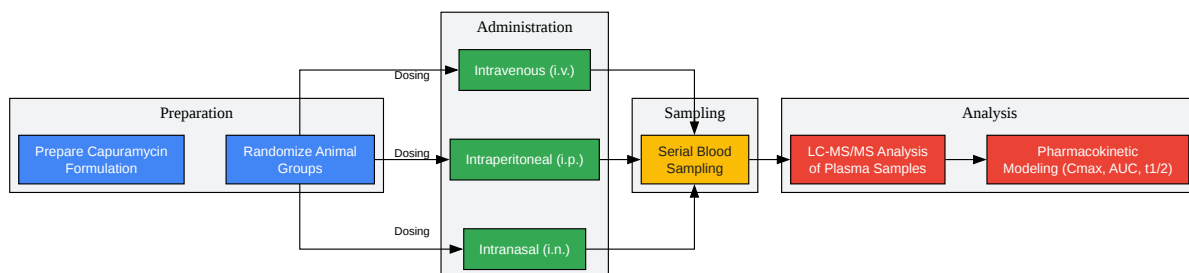 Preparation
Prepare Capuramycin
Formulation
Randomize Animal
Groups
Dosing
Dosing
Dosing
Administration
Intravenous (i.v.)
Intraperitoneal (i.p.)
Intranasal (i.n.)
Sampling
Serial Blood
Sampling
Analysis
LC-MS/MS Analysis
of Plasma Samples
Pharmacokinetic
Modeling (Cmax, AUC, t1/2)